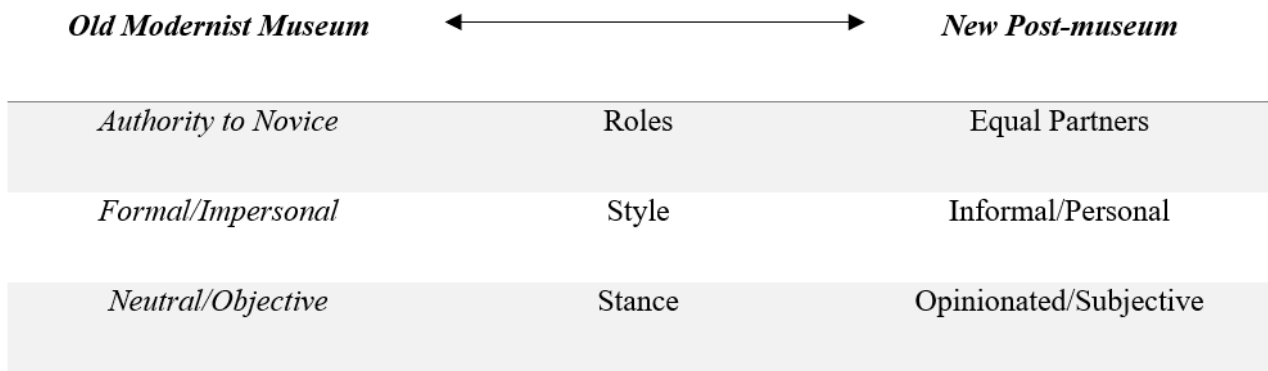 Old Modernist Museum New Post-museum
Authority to Novice Roles Equal Partners
Formal/Impersonal Style Informal/Personal
Neutral/Objective Stance Opinionated/Subjective